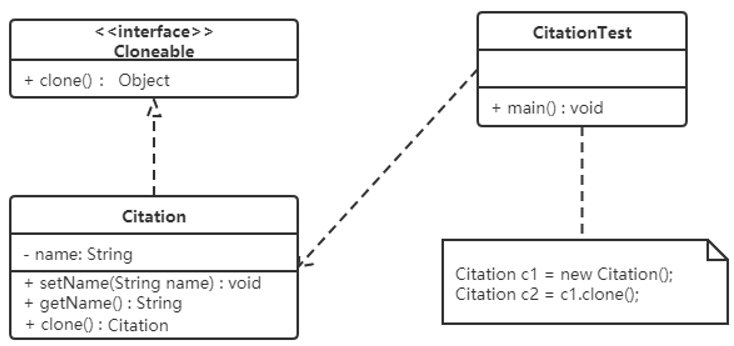 <<interface>>
Cloneable
+ clone() : Object
Citation
- name: String
+ setName(String name) : void
+ getName() : String
+ clone() : Citation
CitationTest
+ main() : void
Citation c1 = new Citation();
Citation c2 = c1.clone();